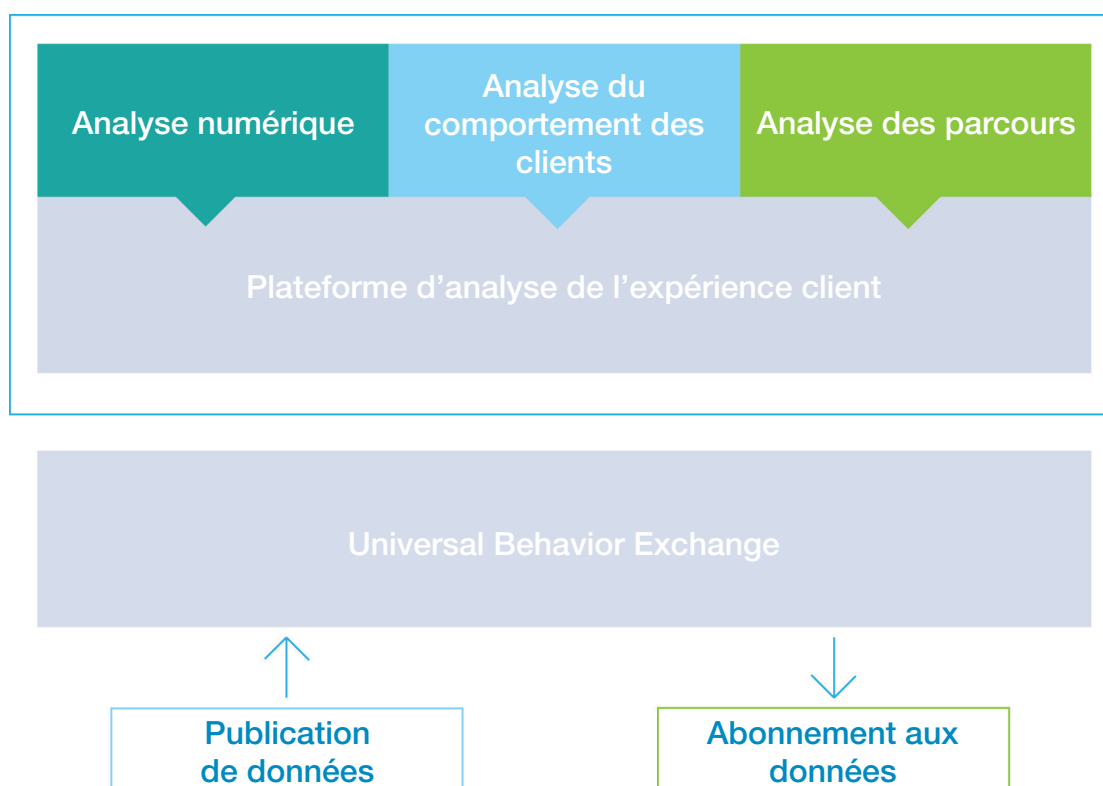 Analyse numérique
Analyse du
comportement des
clients
Analyse des parcours
Plateforme d’analyse de l’expérience client
Universal Behavior Exchange
Publication
de données
Abonnement aux
données